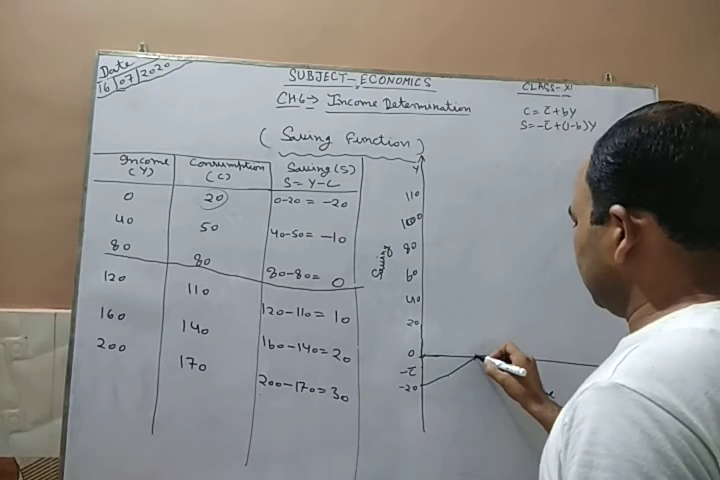 Date
16/07/2020
SUBJECT - ECONOMICS
CH6 → Income Determination
CLASS - XI
C = c̄ + bY
S = -c̄ + (1-b)Y
( Saving Function )
Income (Y)
Consumption (C)
Saving (S)
S = Y - C
0 20 0-20 = -20
40 50 40-50 = -10
80 80 80-80 = 0
120 110 120-110 = 10
160 140 160-140 = 20
200 170 200-170 = 30
Y
110
100
80
60
40
20
0
-c̄
-20
Saving